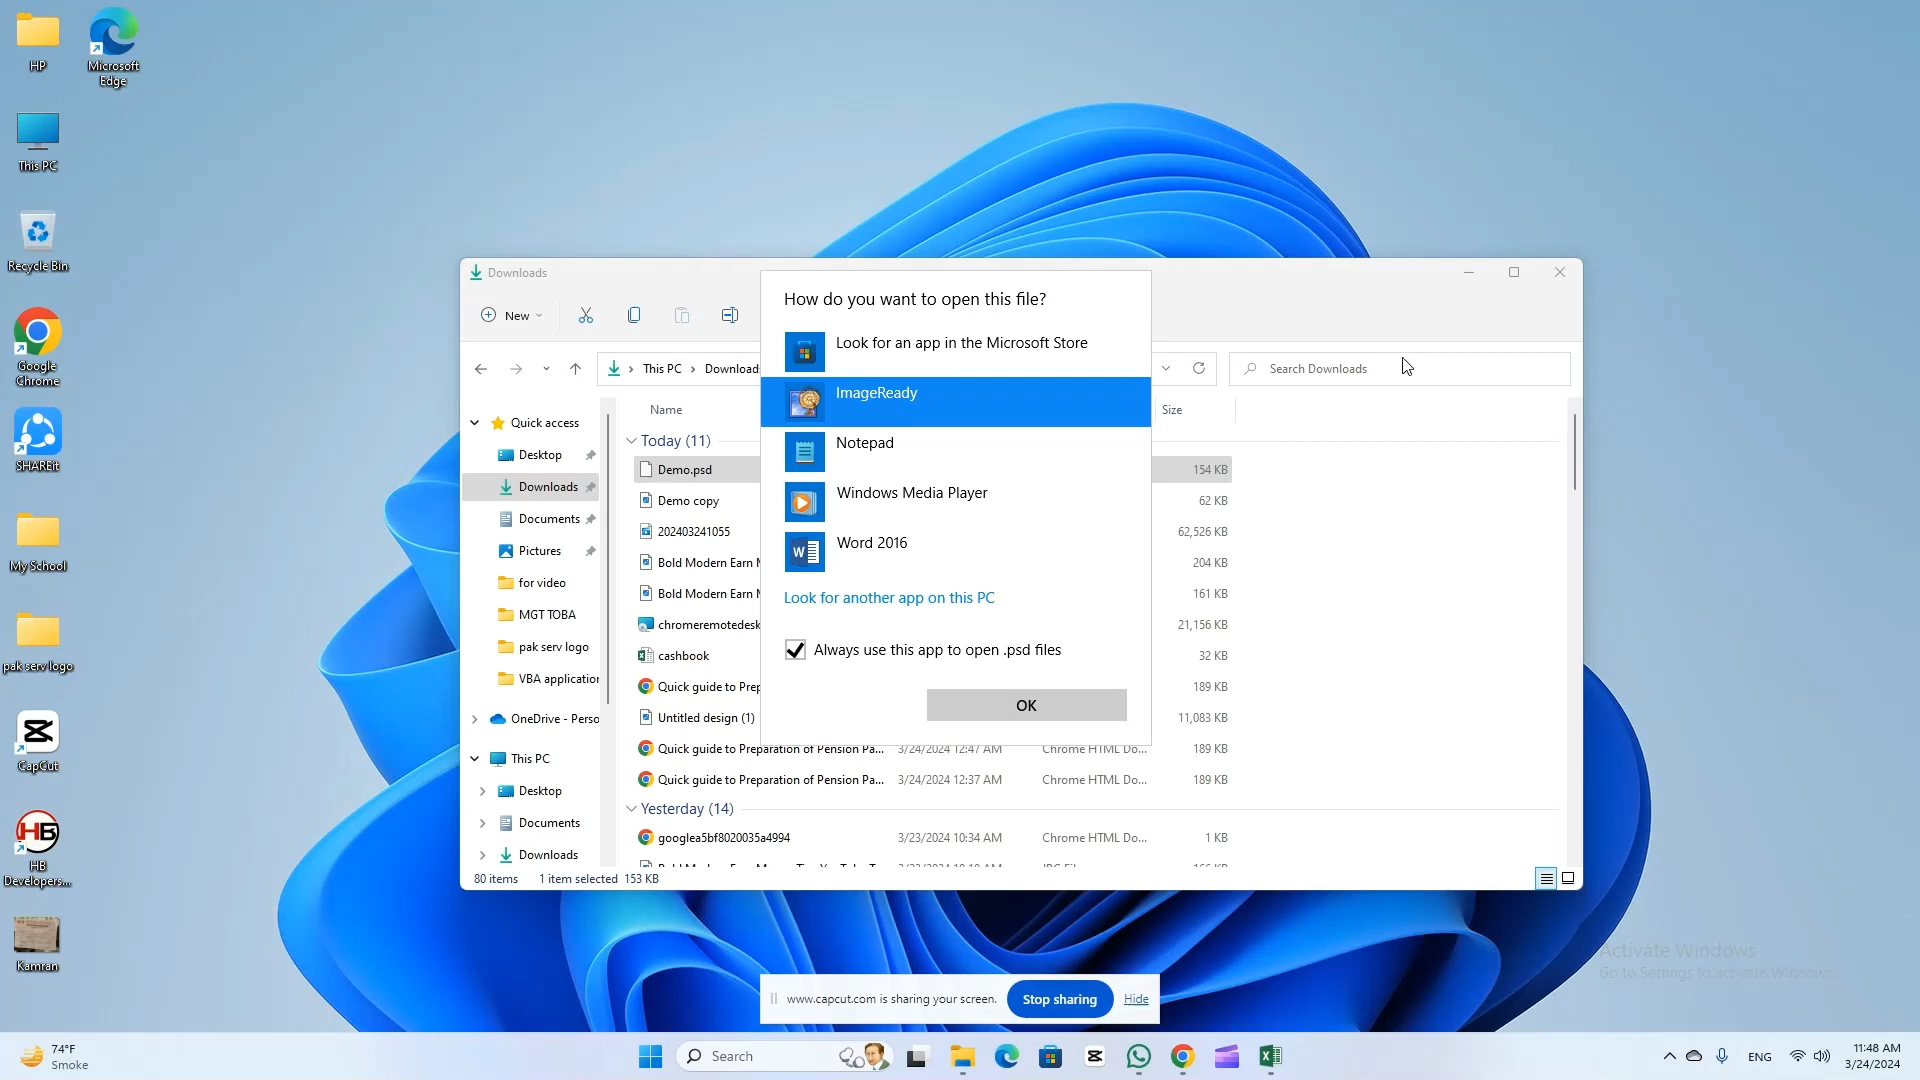 HP
Microsoft
Edge
This PC
Recycle Bin
Google
Chrome
SHAREit
My School
pak serv logo
CapCut
HB
Developers...
Kamran
Downloads
New
This PC
Downloads
Search Downloads
Name
Size
Quick access
Desktop
Downloads
Documents
Pictures
for video
MGT TOBA
pak serv logo
VBA application
OneDrive - Perso
This PC
Desktop
Documents
Downloads
Today (11)
Demo.psd
154 KB
Demo copy
62 KB
202403241055
62,526 KB
Bold Modern Earn M
204 KB
Bold Modern Earn M
161 KB
chromeremotedesk
21,156 KB
cashbook
32 KB
Quick guide to Prep
189 KB
Untitled design (1)
11,083 KB
Quick guide to Preparation of Pension Pa...
3/24/2024 12:47 AM
Chrome HTML Do...
189 KB
Quick guide to Preparation of Pension Pa...
3/24/2024 12:37 AM
Chrome HTML Do...
189 KB
Yesterday (14)
googlea5bf8020035a4994
3/23/2024 10:34 AM
Chrome HTML Do...
1 KB
80 items
1 item selected 153 KB
How do you want to open this file?
Look for an app in the Microsoft Store
ImageReady
Notepad
Windows Media Player
Word 2016
Look for another app on this PC
Always use this app to open .psd files
OK
Activate Windows
Go to Settings to activate Windows.
www.capcut.com is sharing your screen.
Stop sharing
Hide
74°F
Smoke
Search
ENG
11:48 AM
3/24/2024